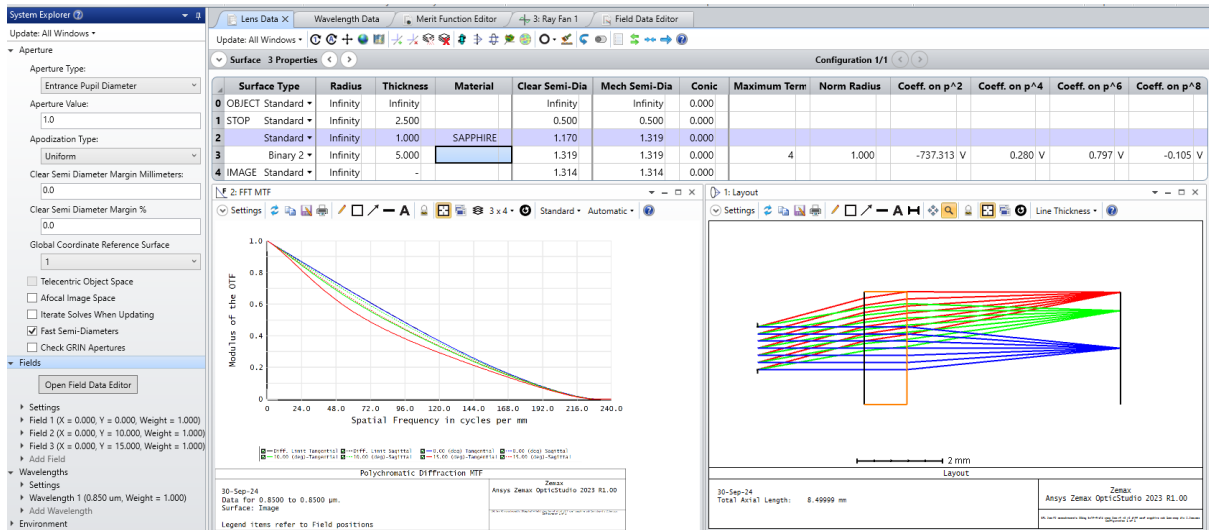 System Explorer
Update: All Windows
Aperture
Aperture Type:
Entrance Pupil Diameter
Aperture Value:
1.0
Apodization Type:
Uniform
Clear Semi Diameter Margin Millimeters:
0.0
Clear Semi Diameter Margin %
0.0
Global Coordinate Reference Surface
1
Telecentric Object Space
Afocal Image Space
Iterate Solves When Updating
Fast Semi-Diameters
Check GRIN Apertures
Fields
Open Field Data Editor
Settings
Field 1 (X = 0.000, Y = 0.000, Weight = 1.000)
Field 2 (X = 0.000, Y = 10.000, Weight = 1.000)
Field 3 (X = 0.000, Y = 15.000, Weight = 1.000)
Add Field
Wavelengths
Settings
Wavelength 1 (0.850 um, Weight = 1.000)
Add Wavelength
Environment
Lens Data Wavelength Data Merit Function Editor 3: Ray Fan 1 Field Data Editor
Update: All Windows
Surface 3 Properties Configuration 1/1
Surface Type Radius Thickness Material Clear Semi-Dia Mech Semi-Dia Conic Maximum Term Norm Radius Coeff. on p^2 Coeff. on p^4 Coeff. on p^6 Coeff. on p^8
0 OBJECT Standard Infinity Infinity Infinity Infinity 0.000
1 STOP Standard Infinity 2.500 0.500 0.500 0.000
2 Standard Infinity 1.000 SAPPHIRE 1.170 1.319 0.000
3 Binary 2 Infinity 5.000 1.319 1.319 0.000 4 1.000 -737.313 V 0.280 V 0.797 V -0.105 V
4 IMAGE Standard Infinity - 1.314 1.314 0.000
2: FFT MTF
Settings 3 x 4 Standard Automatic
1.0
0.8
0.6
0.4
0.2
0
Modulus of the OTF
0 24.0 48.0 72.0 96.0 120.0 144.0 168.0 192.0 216.0 240.0
Spatial Frequency in cycles per mm
Polychromatic Diffraction MTF
30-Sep-24
Data for 0.8500 to 0.8500 µm.
Surface: Image
Legend items refer to Field positions
Zemax
Ansys Zemax OpticStudio 2023 R1.00
1: Layout
Settings Line Thickness
2 mm
Layout
30-Sep-24
Total Axial Length: 8.49999 mm
Zemax
Ansys Zemax OpticStudio 2023 R1.00